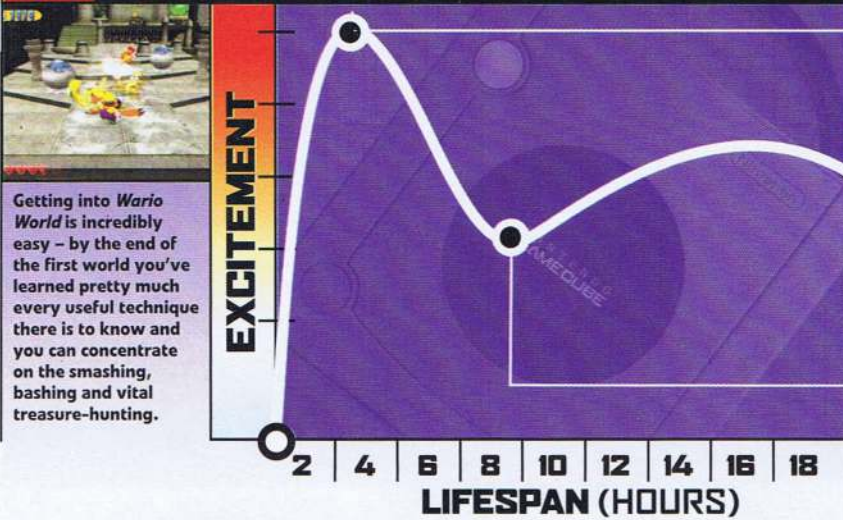 Getting into Wario
World is incredibly
easy – by the end of
the first world you've
learned pretty much
every useful technique
there is to know and
you can concentrate
on the smashing,
bashing and vital
treasure-hunting.
EXCITEMENT
GAMECUBE
2 4 6 8 10 12 14 16 18
LIFESPAN (HOURS)